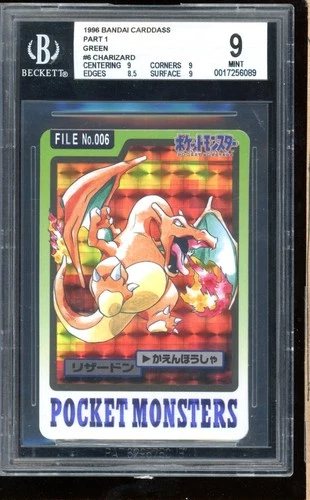 BECKETT®
1996 BANDAI CARDDASS
PART 1
GREEN
#6 CHARIZARD
CENTERING 9 CORNERS 9
EDGES 8.5 SURFACE 9
9
MINT
0017256089
FILE No.006
ポケットモンスター
POCKET MONSTERS
▶かえんほうしゃ
リザードン
POCKET MONSTERS